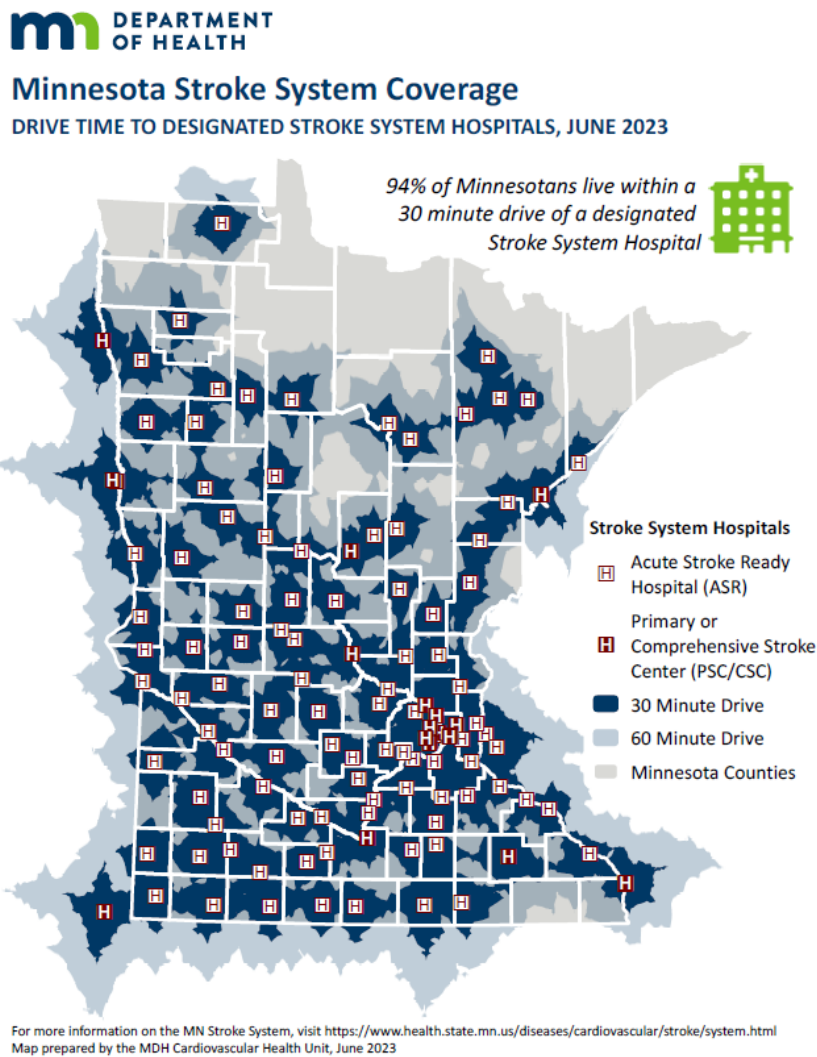 mn DEPARTMENT
OF HEALTH
Minnesota Stroke System Coverage
DRIVE TIME TO DESIGNATED STROKE SYSTEM HOSPITALS, JUNE 2023
94% of Minnesotans live within a
30 minute drive of a designated
Stroke System Hospital
Stroke System Hospitals
H Acute Stroke Ready
Hospital (ASR)
Primary or
H Comprehensive Stroke
Center (PSC/CSC)
30 Minute Drive
60 Minute Drive
Minnesota Counties
For more information on the MN Stroke System, visit https://www.health.state.mn.us/diseases/cardiovascular/stroke/system.html
Map prepared by the MDH Cardiovascular Health Unit, June 2023